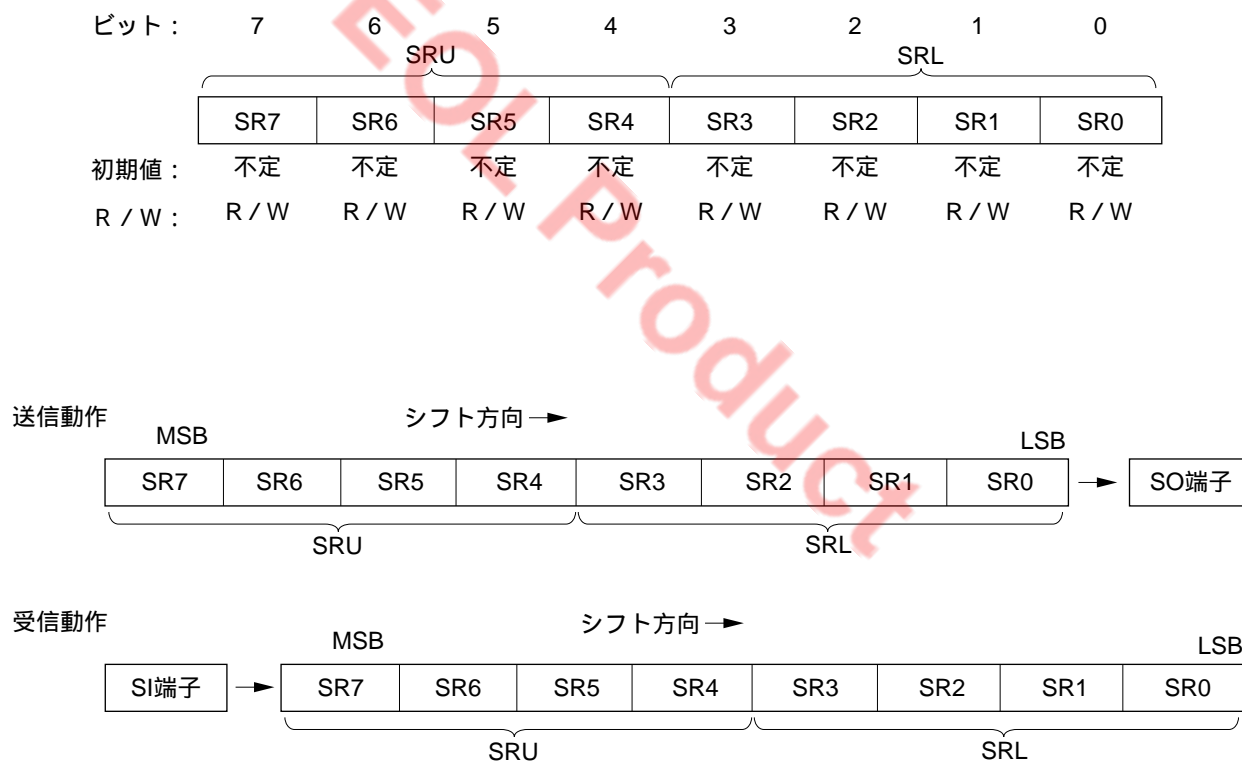 ビット： 7 6 5 4 3 2 1 0
SRU SRL
SR7 SR6 SR5 SR4 SR3 SR2 SR1 SR0
初期値： 不定 不定 不定 不定 不定 不定 不定 不定
R／W： R／W R／W R／W R／W R／W R／W R／W R／W
EOL Product
送信動作 シフト方向
MSB LSB
SR7 SR6 SR5 SR4 SR3 SR2 SR1 SR0 SO端子
SRU SRL
受信動作 シフト方向
MSB LSB
SI端子 SR7 SR6 SR5 SR4 SR3 SR2 SR1 SR0
SRU SRL